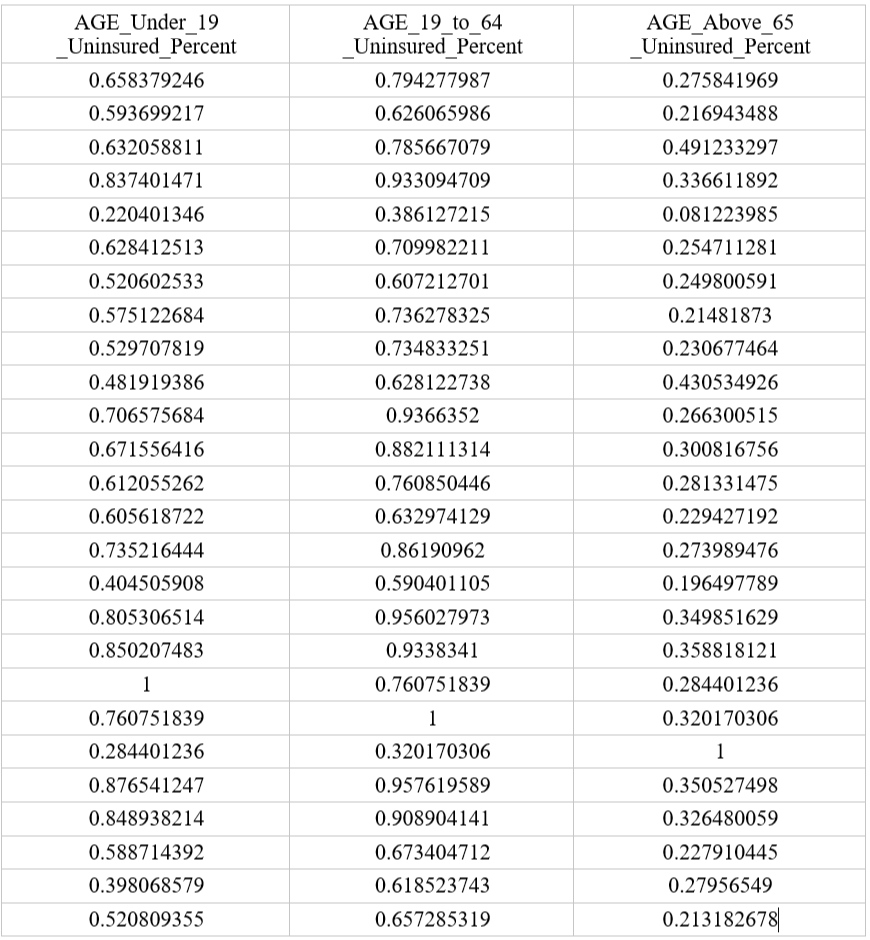 AGE_Under_19 AGE_19_to_64 AGE_Above_65
_Uninsured_Percent _Uninsured_Percent _Uninsured_Percent
0.658379246 0.794277987 0.275841969
0.593699217 0.626065986 0.216943488
0.632058811 0.785667079 0.491233297
0.837401471 0.933094709 0.336611892
0.220401346 0.386127215 0.081223985
0.628412513 0.709982211 0.254711281
0.520602533 0.607212701 0.249800591
0.575122684 0.736278325 0.21481873
0.529707819 0.734833251 0.230677464
0.481919386 0.628122738 0.430534926
0.706575684 0.9366352 0.266300515
0.671556416 0.882111314 0.300816756
0.612055262 0.760850446 0.281331475
0.605618722 0.632974129 0.229427192
0.735216444 0.86190962 0.273989476
0.404505908 0.590401105 0.196497789
0.805306514 0.956027973 0.349851629
0.850207483 0.9338341 0.358818121
1 0.760751839 0.284401236
0.760751839 1 0.320170306
0.284401236 0.320170306 1
0.876541247 0.957619589 0.350527498
0.848938214 0.908904141 0.326480059
0.588714392 0.673404712 0.227910445
0.398068579 0.618523743 0.27956549
0.520809355 0.657285319 0.213182678